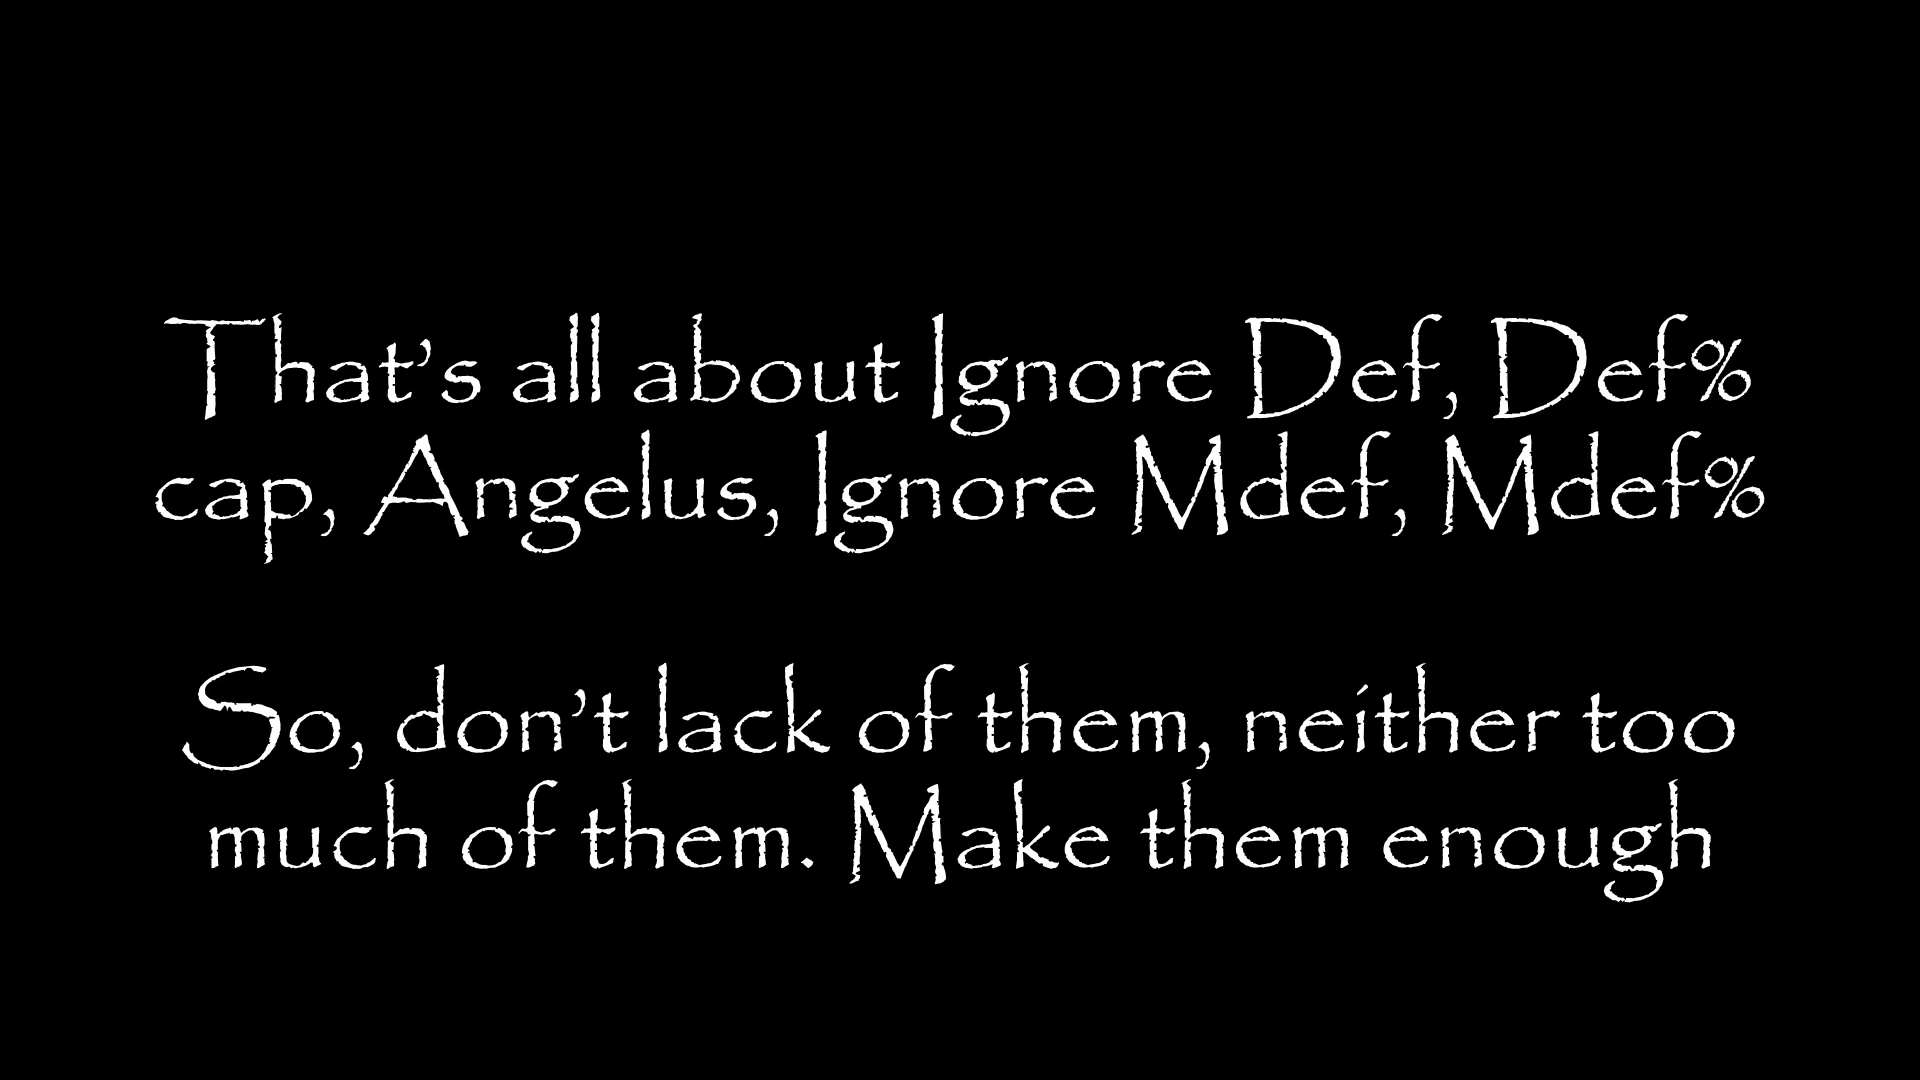 That’s all about Ignore Def, Def%
cap, Angelus, Ignore Mdef, Mdef%
So, don’t lack of them, neither too
much of them. Make them enough